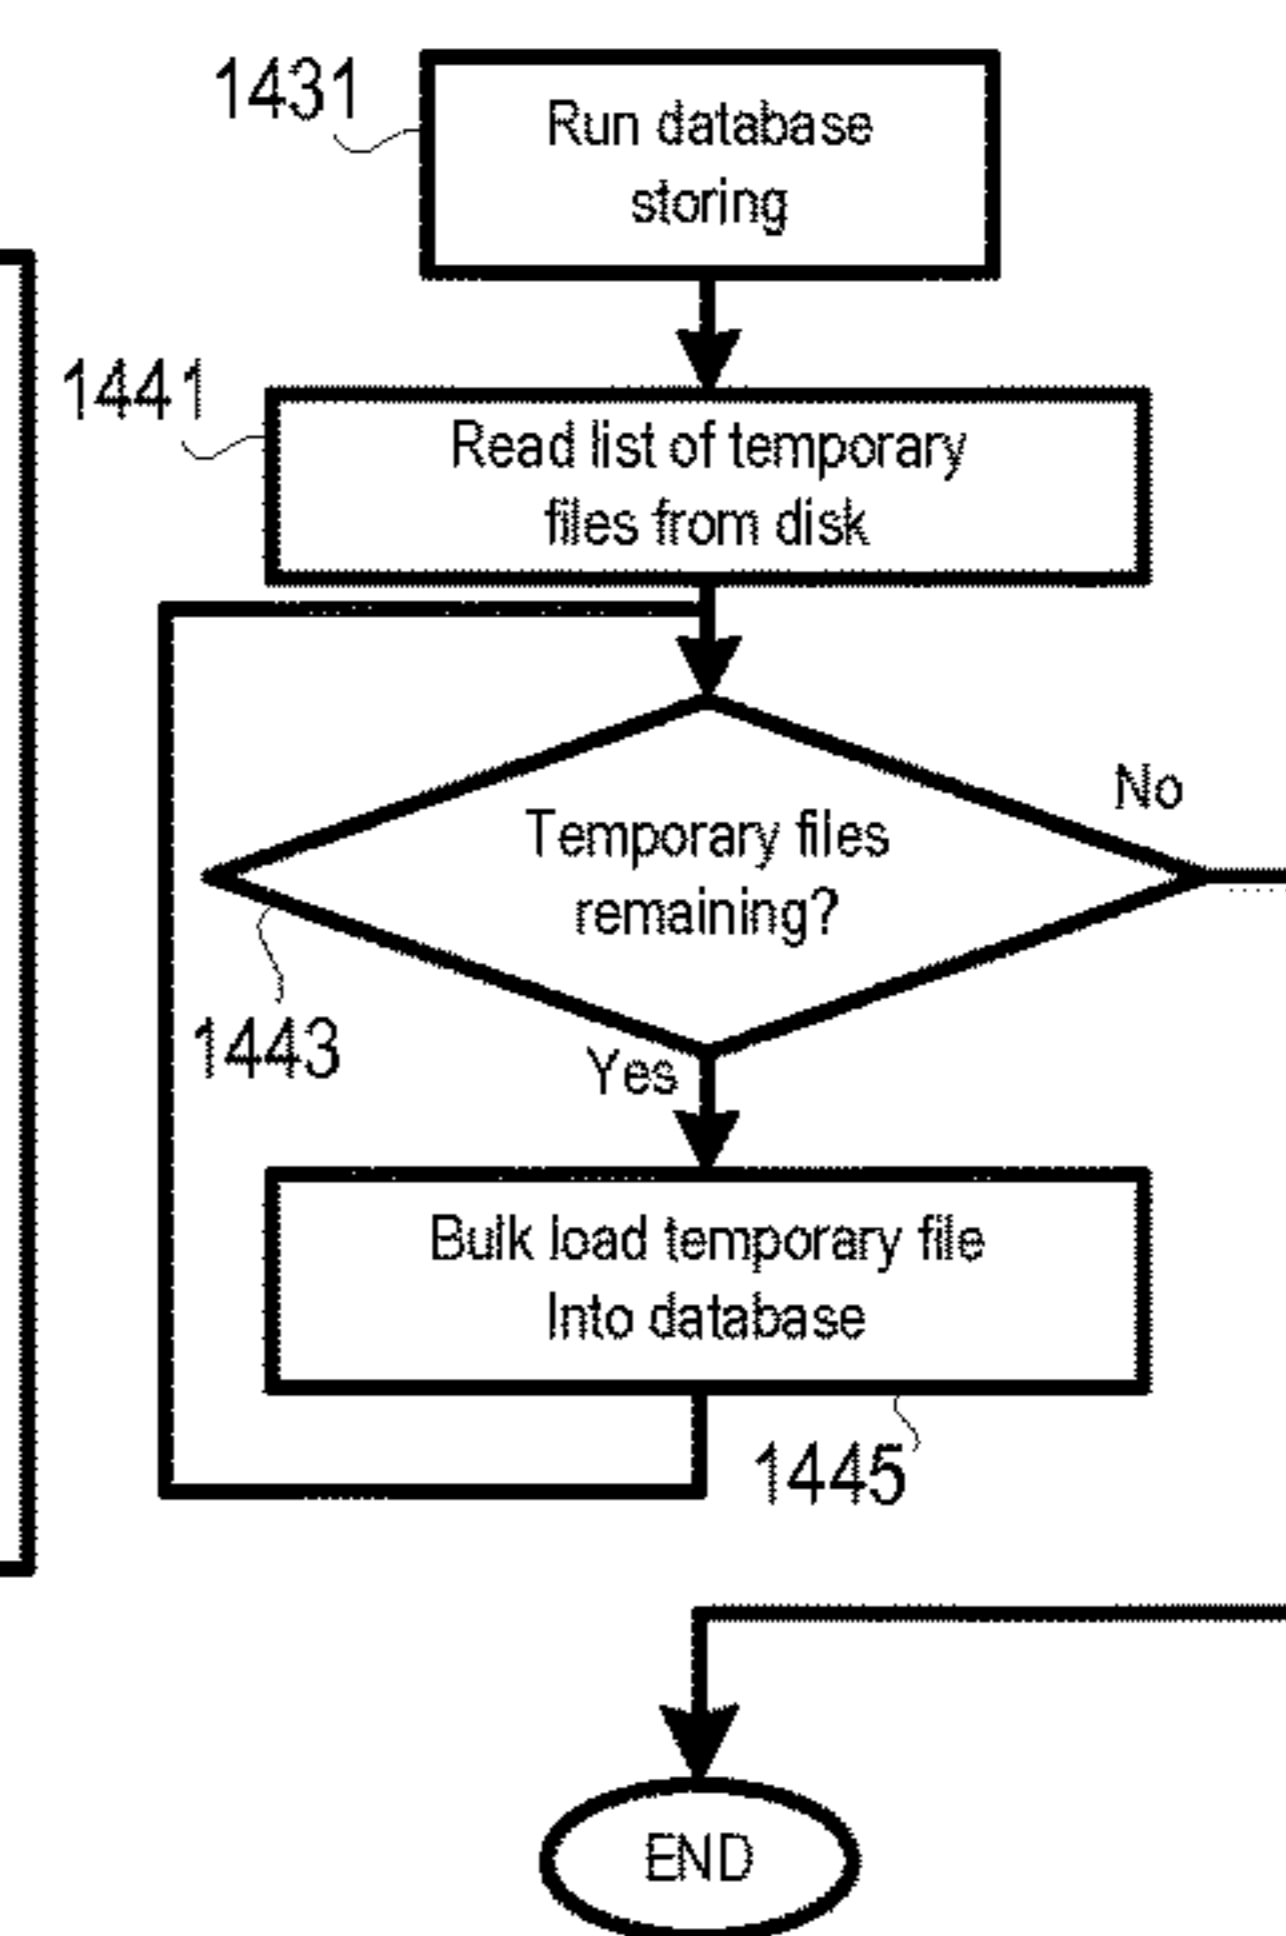 1431
Run database
storing
1441
Read list of temporary
files from disk
No
Temporary files
remaining?
1443
Yes
Bulk load temporary file
Into database
1445
END